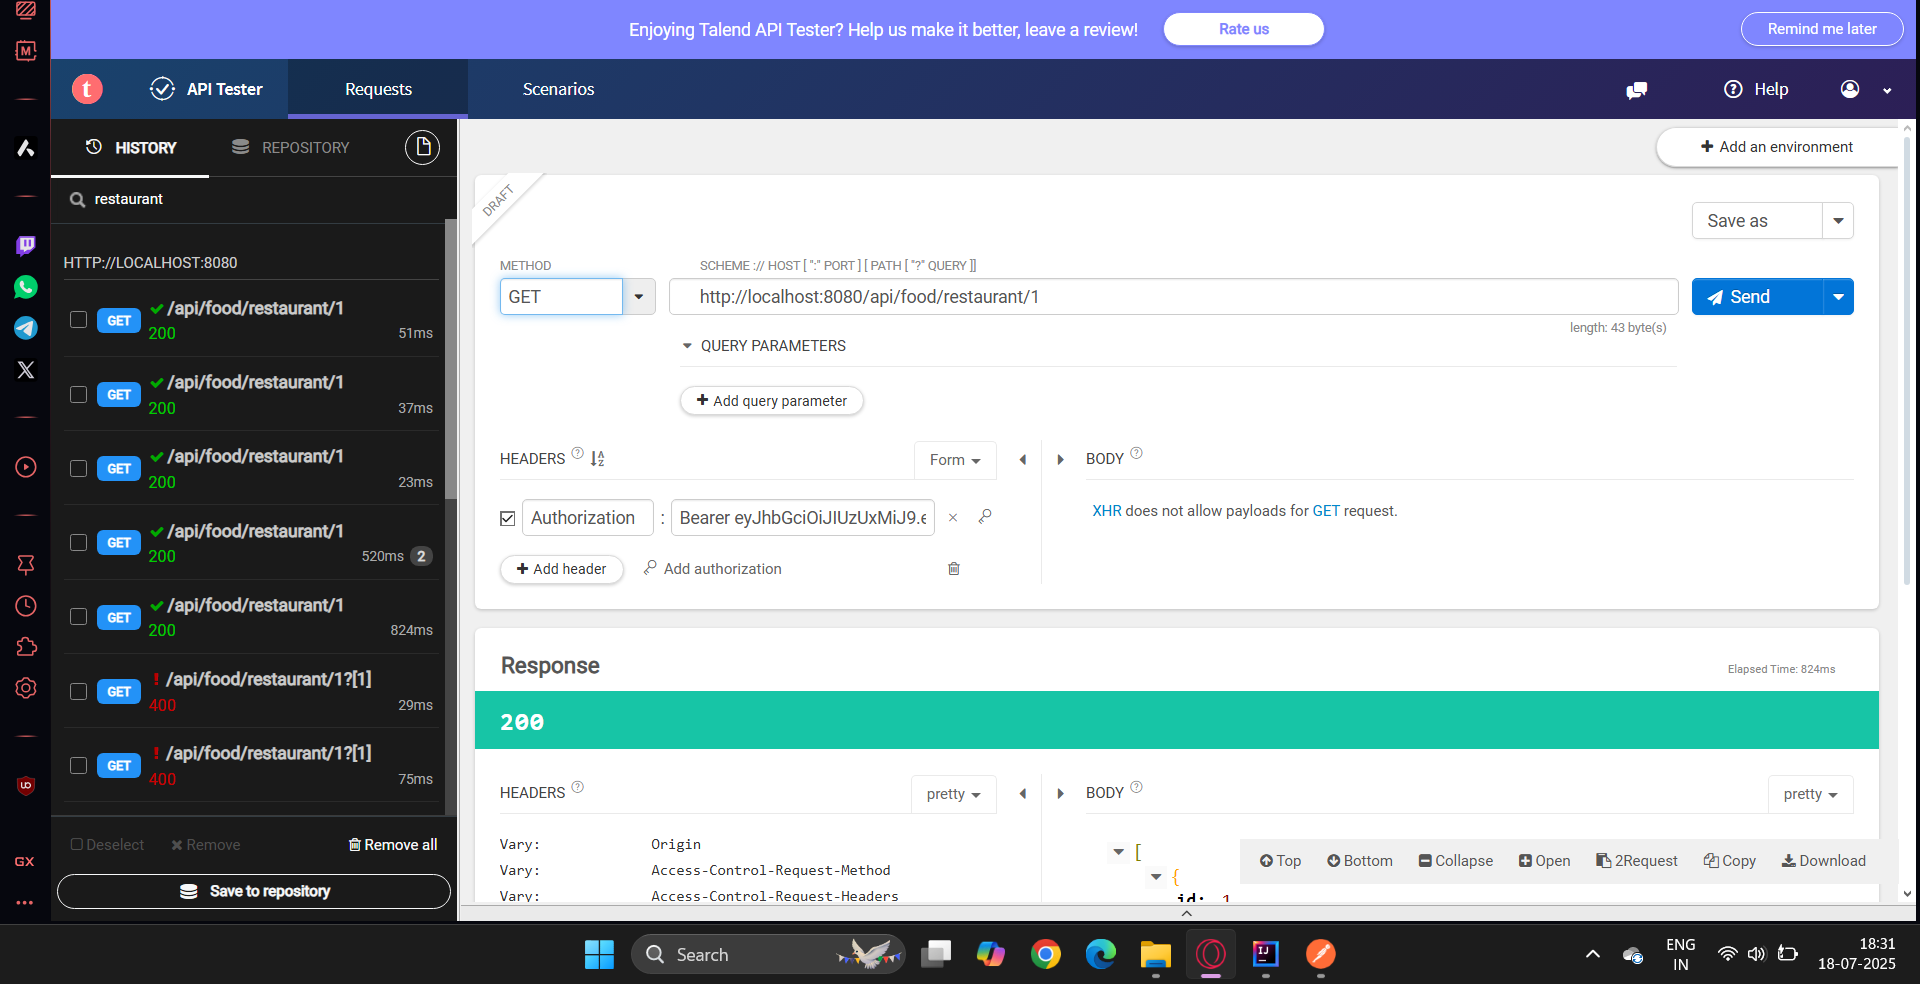 Enjoying Talend API Tester? Help us make it better, leave a review!
Rate us
Remind me later
M
t
API Tester
Requests
Scenarios
Help
HISTORY
REPOSITORY
Add an environment
restaurant
DRAFT
Save as
HTTP://LOCALHOST:8080
METHOD
SCHEME :// HOST [ ":" PORT ] [ PATH [ "?" QUERY ]]
GET
http://localhost:8080/api/food/restaurant/1
Send
length: 43 byte(s)
QUERY PARAMETERS
Add query parameter
GET
/api/food/restaurant/1
200
51ms
GET
/api/food/restaurant/1
200
37ms
GET
/api/food/restaurant/1
200
23ms
GET
/api/food/restaurant/1
200
520ms
2
GET
/api/food/restaurant/1
200
824ms
GET
! /api/food/restaurant/1?[1]
400
29ms
GET
! /api/food/restaurant/1?[1]
400
75ms
HEADERS
Form
BODY
Authorization : Bearer eyJhbGciOiJIUzUxMiJ9.e
XHR does not allow payloads for GET request.
Add header
Add authorization
Response
Elapsed Time: 824ms
200
HEADERS
pretty
BODY
pretty
Vary: Origin
Vary: Access-Control-Request-Method
Vary: Access-Control-Request-Headers
[
{
id: 1
Top
Bottom
Collapse
Open
2Request
Copy
Download
Deselect
Remove
Remove all
Save to repository
GX
Search
ENG
IN
18:31
18-07-2025